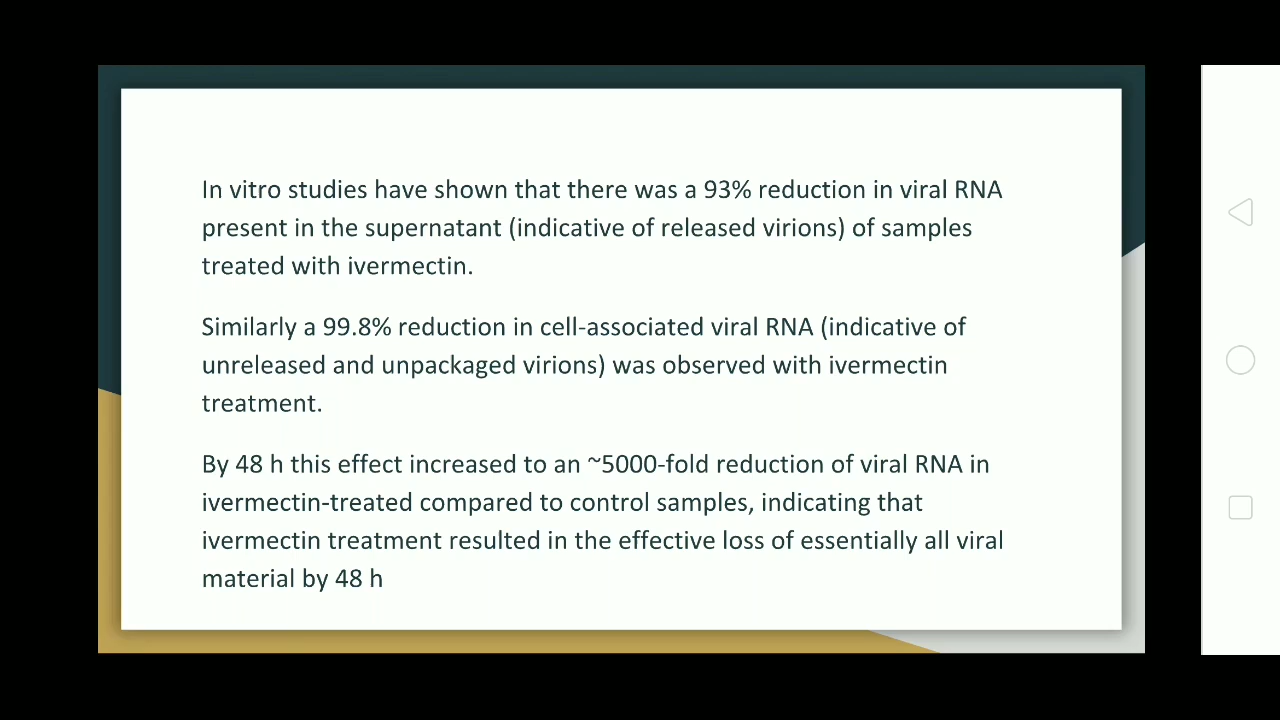 In vitro studies have shown that there was a 93% reduction in viral RNA
present in the supernatant (indicative of released virions) of samples
treated with ivermectin.
Similarly a 99.8% reduction in cell-associated viral RNA (indicative of
unreleased and unpackaged virions) was observed with ivermectin
treatment.
By 48 h this effect increased to an ~5000-fold reduction of viral RNA in
ivermectin-treated compared to control samples, indicating that
ivermectin treatment resulted in the effective loss of essentially all viral
material by 48 h